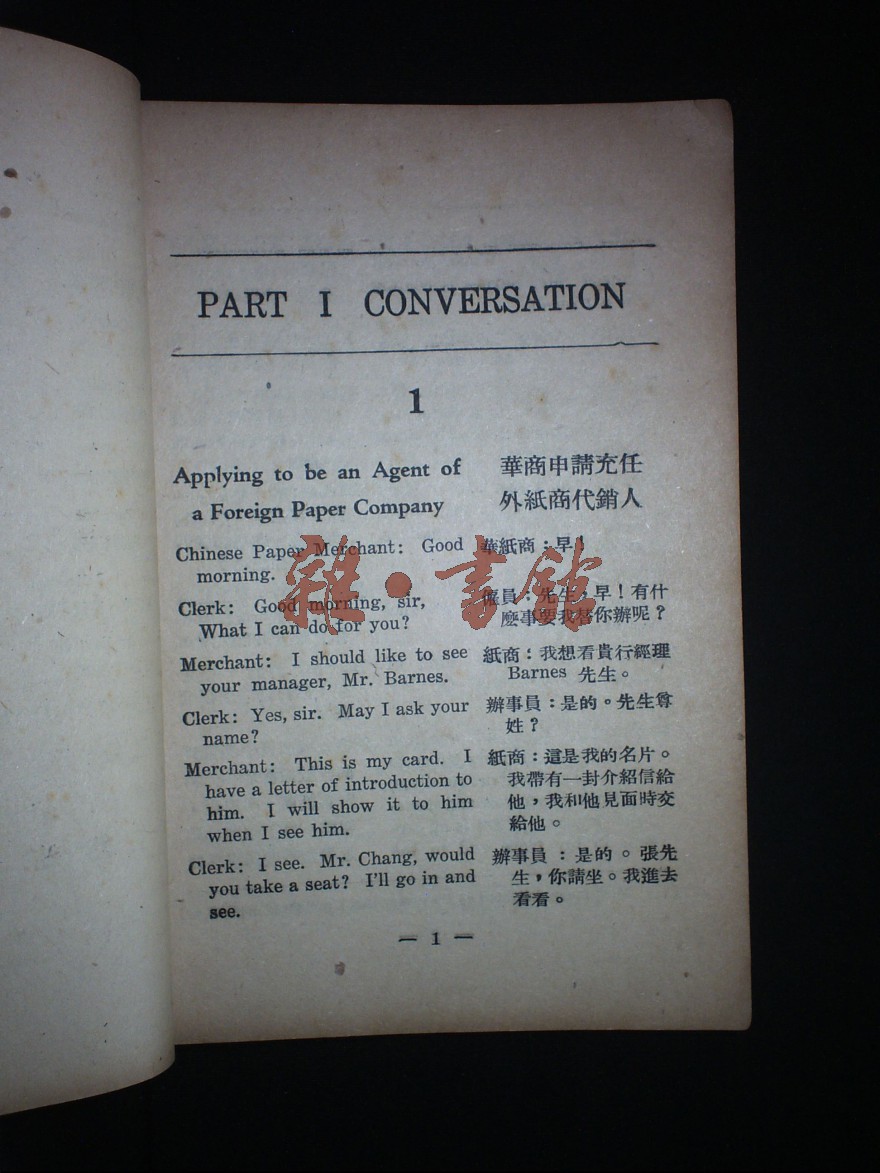 PART I CONVERSATION
1
Applying to be an Agent of
a Foreign Paper Company
華商申請充任
外紙商代銷人
Chinese Paper Merchant: Good
morning.
華紙商：早！
Clerk: Good morning, sir,
What I can do for you?
僱員：先生，早！有什
麽事要我替你辦呢？
Merchant: I should like to see
your manager, Mr. Barnes.
紙商：我想看貴行經理
Barnes 先生。
Clerk: Yes, sir. May I ask your
name?
辦事員：是的。先生尊
姓？
Merchant: This is my card. I
have a letter of introduction to
him. I will show it to him
when I see him.
紙商：這是我的名片。
我帶有一封介紹信給
他，我和他見面時交
給他。
Clerk: I see. Mr. Chang, would
you take a seat? I'll go in and
see.
辦事員：是的。張先
生，你請坐。我進去
看看。
— 1 —
雜·書館